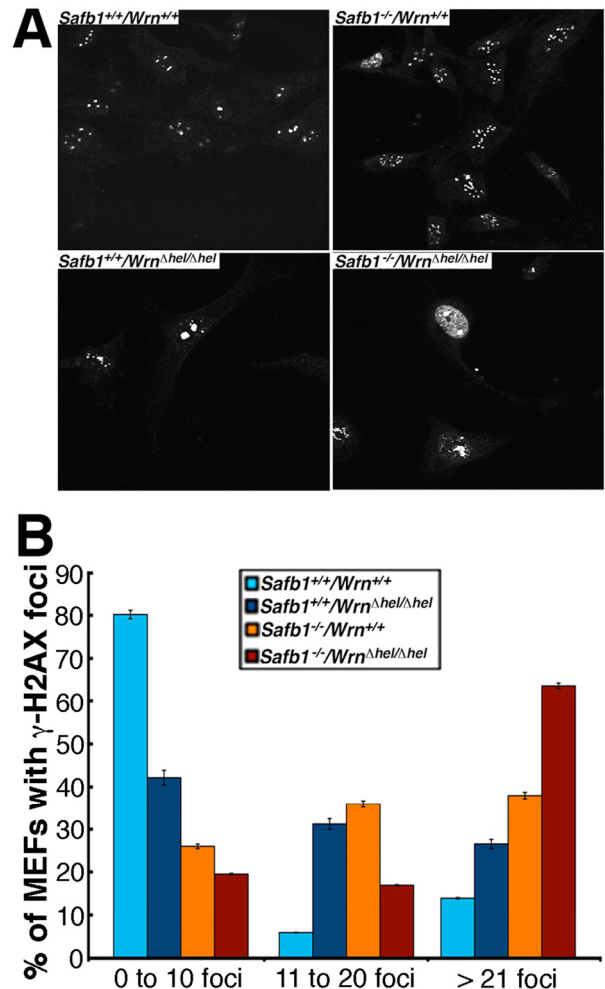 A
Safb1+/+/Wrn+/+
Safb1-/-/Wrn+/+
Safb1+/+/WrnΔhel/Δhel
Safb1-/-/WrnΔhel/Δhel
B
% of MEFs with γ-H2AX foci
90
80
70
60
50
40
30
20
10
0
Safb1+/+/Wrn+/+
Safb1+/+/WrnΔhel/Δhel
Safb1-/-/Wrn+/+
Safb1-/-/WrnΔhel/Δhel
0 to 10 foci
11 to 20 foci
> 21 foci